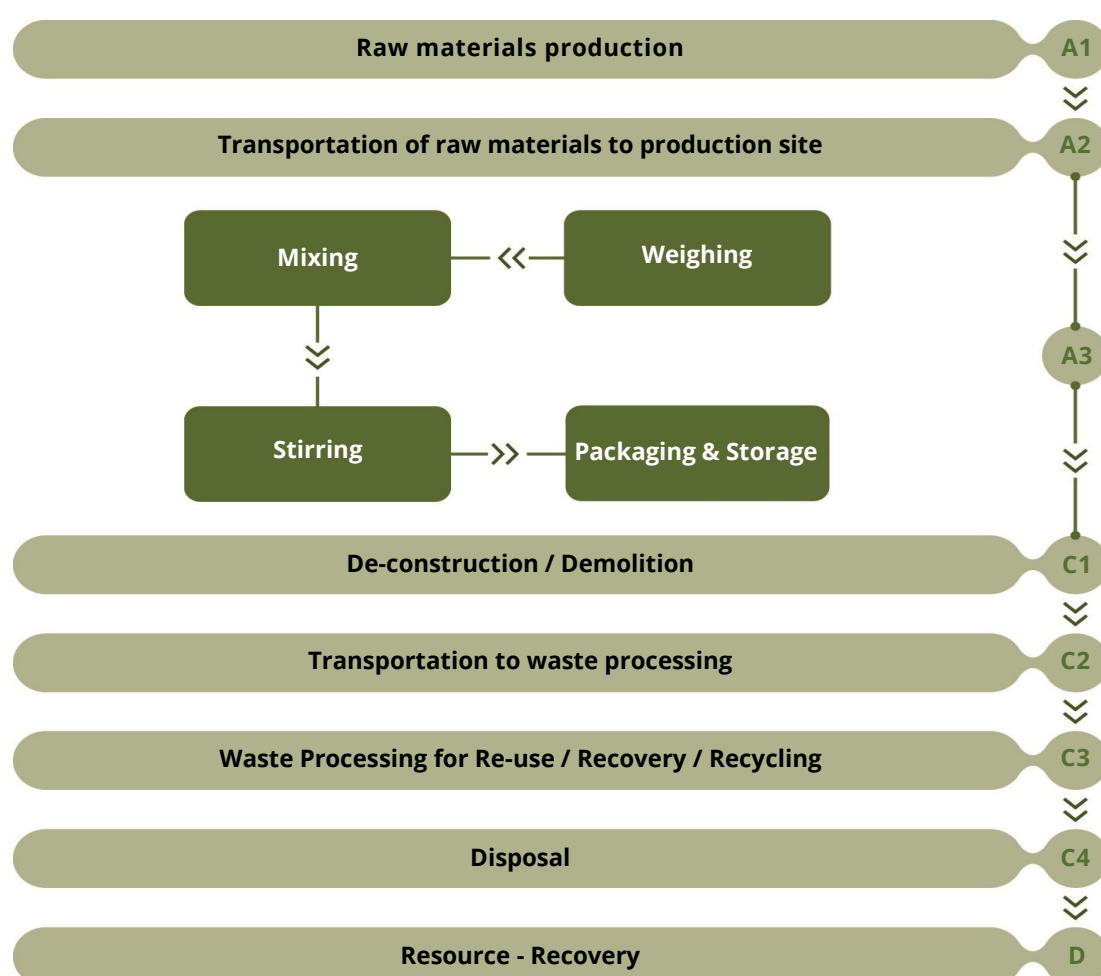 Raw materials production
A1
Transportation of raw materials to production site
A2
Mixing
Weighing
A3
Stirring
Packaging & Storage
De-construction / Demolition
C1
Transportation to waste processing
C2
Waste Processing for Re-use / Recovery / Recycling
C3
Disposal
C4
Resource - Recovery
D